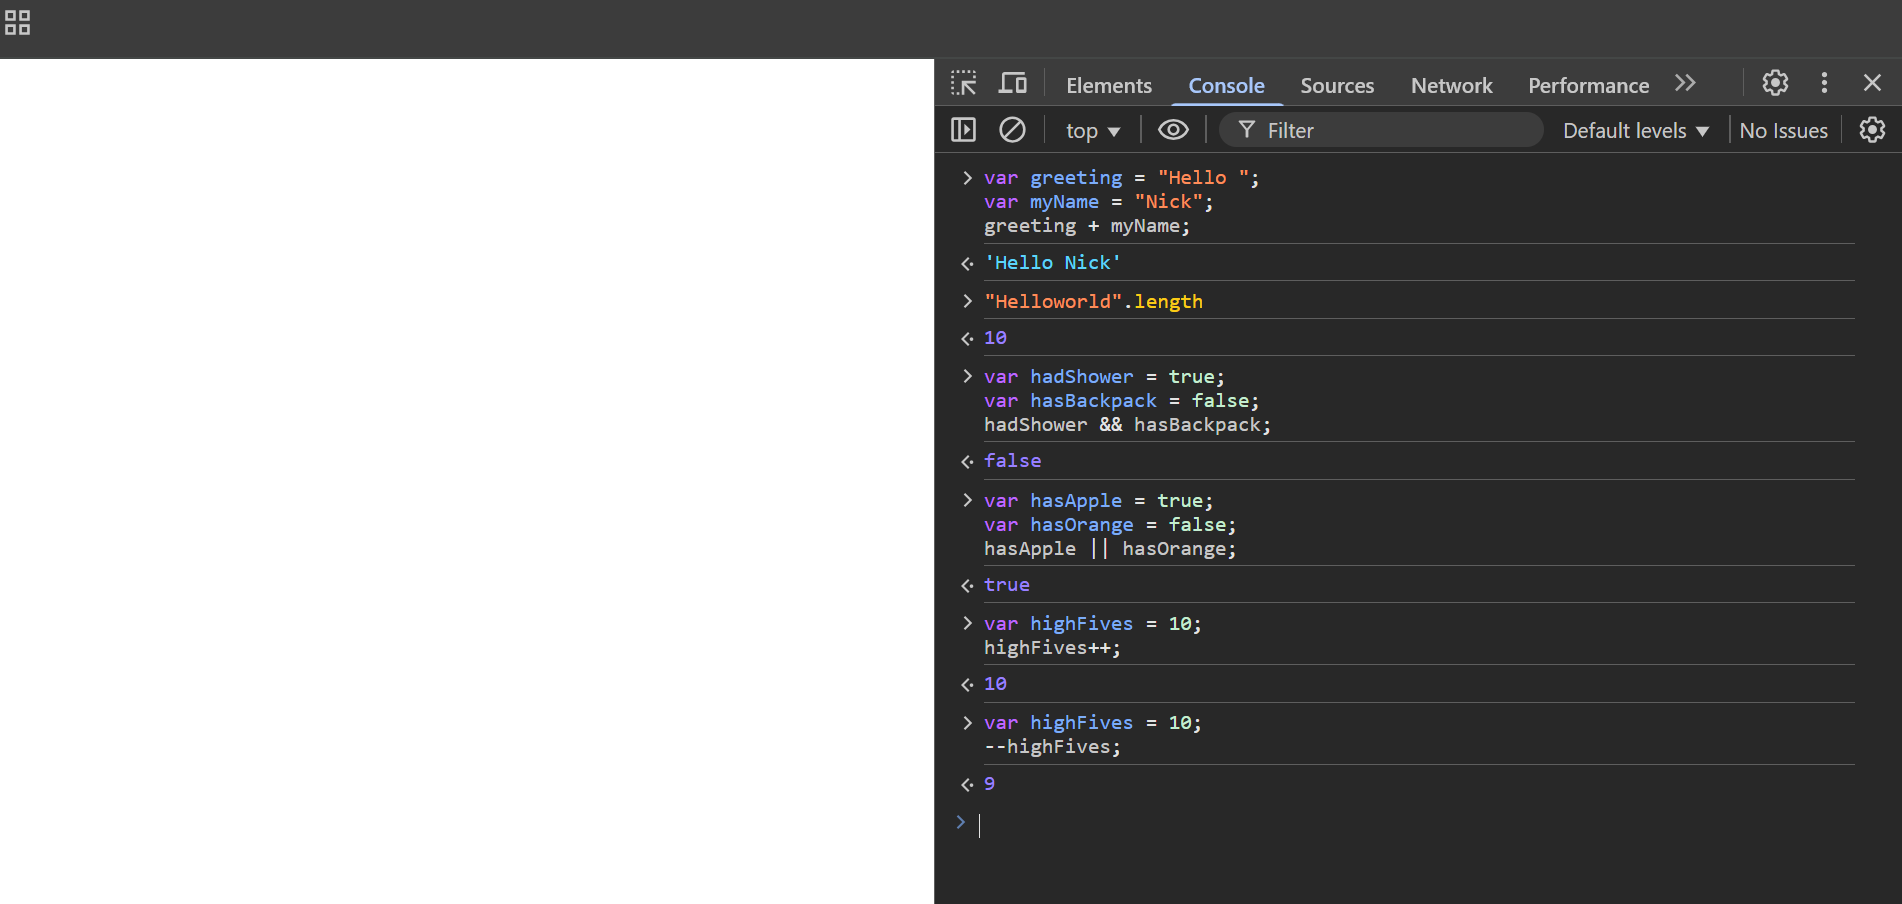 Elements Console Sources Network Performance
top Filter Default levels No Issues
var greeting = "Hello ";
var myName = "Nick";
greeting + myName;
'Hello Nick'
"Helloworld".length
10
var hadShower = true;
var hasBackpack = false;
hadShower && hasBackpack;
false
var hasApple = true;
var hasOrange = false;
hasApple || hasOrange;
true
var highFives = 10;
highFives++;
10
var highFives = 10;
--highFives;
9